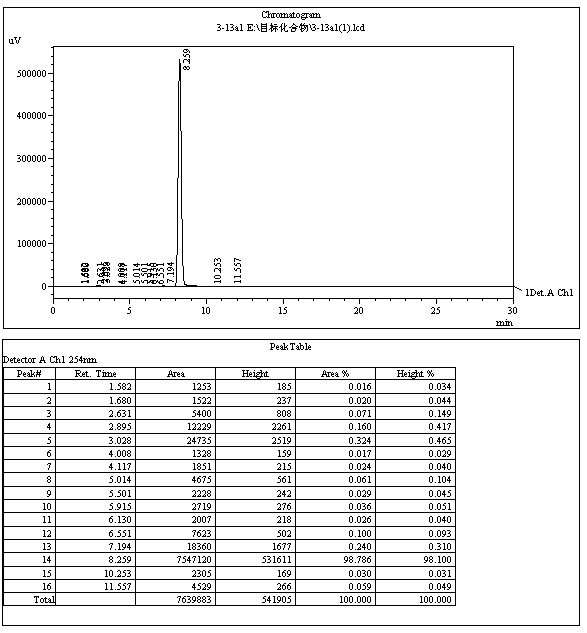 Chromatogram
3-13a1 E:\目标化合物\3-13a1(1).lcd
uV
8.259
500000
400000
300000
200000
100000
0
7.194
10.253
11.557
5.014
5.501
6.551
0 5 10 15 20 25 30
1Det.A Ch1
min
PeakTable
Detector A Ch1 254nm
Peak# Ret. Time Area Height Area % Height %
1 1.582 1253 185 0.016 0.034
2 1.680 1522 237 0.020 0.044
3 2.631 5400 808 0.071 0.149
4 2.895 12229 2261 0.160 0.417
5 3.028 24735 2519 0.324 0.465
6 4.008 1328 159 0.017 0.029
7 4.117 1851 215 0.024 0.040
8 5.014 4675 561 0.061 0.104
9 5.501 2228 242 0.029 0.045
10 5.915 2719 276 0.036 0.051
11 6.130 2007 218 0.026 0.040
12 6.551 7623 502 0.100 0.093
13 7.194 18360 1677 0.240 0.310
14 8.259 7547120 531611 98.786 98.100
15 10.253 2305 169 0.030 0.031
16 11.557 4529 266 0.059 0.049
Total 7639883 541905 100.000 100.000